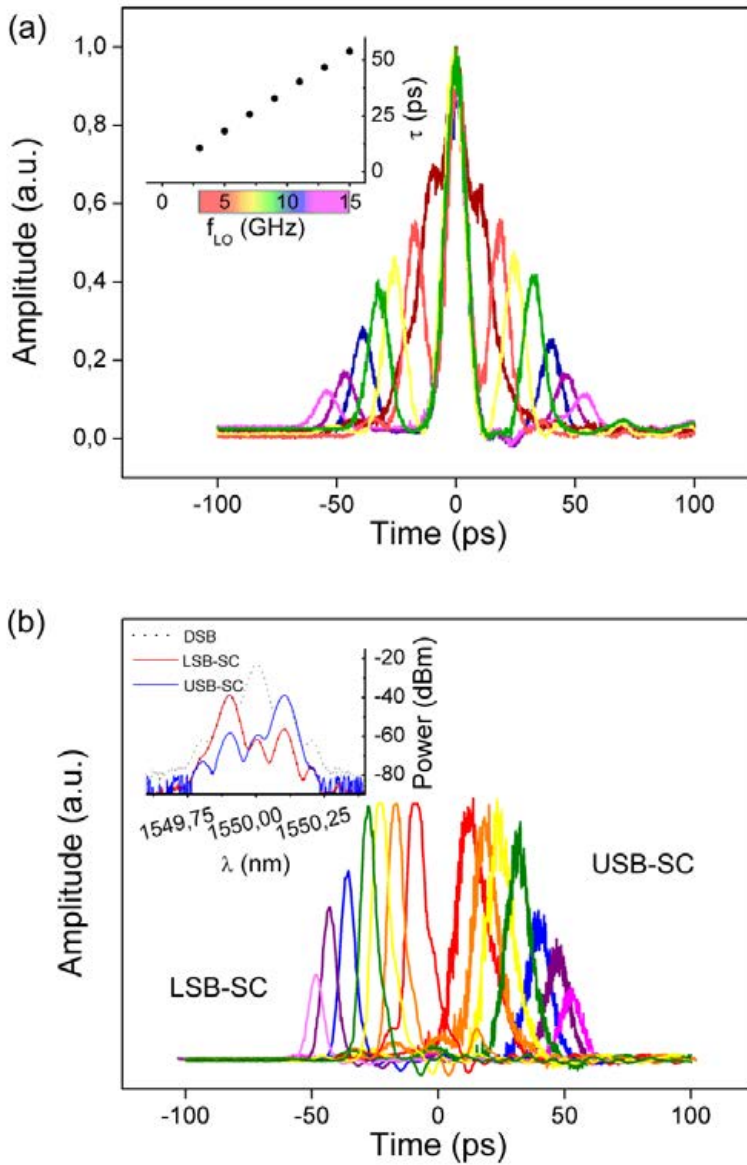 (a)
1,0
0,8
0,6
0,4
0,2
0,0
Amplitude (a.u.)
50
25
0
τ (ps)
0 5 10 15
f_LO (GHz)
-100 -50 0 50 100
Time (ps)
(b)
DSB
LSB-SC
USB-SC
-20
-40
-60
-80
Power (dBm)
1549,75 1550,00 1550,25
λ (nm)
Amplitude (a.u.)
USB-SC
LSB-SC
-100 -50 0 50 100
Time (ps)